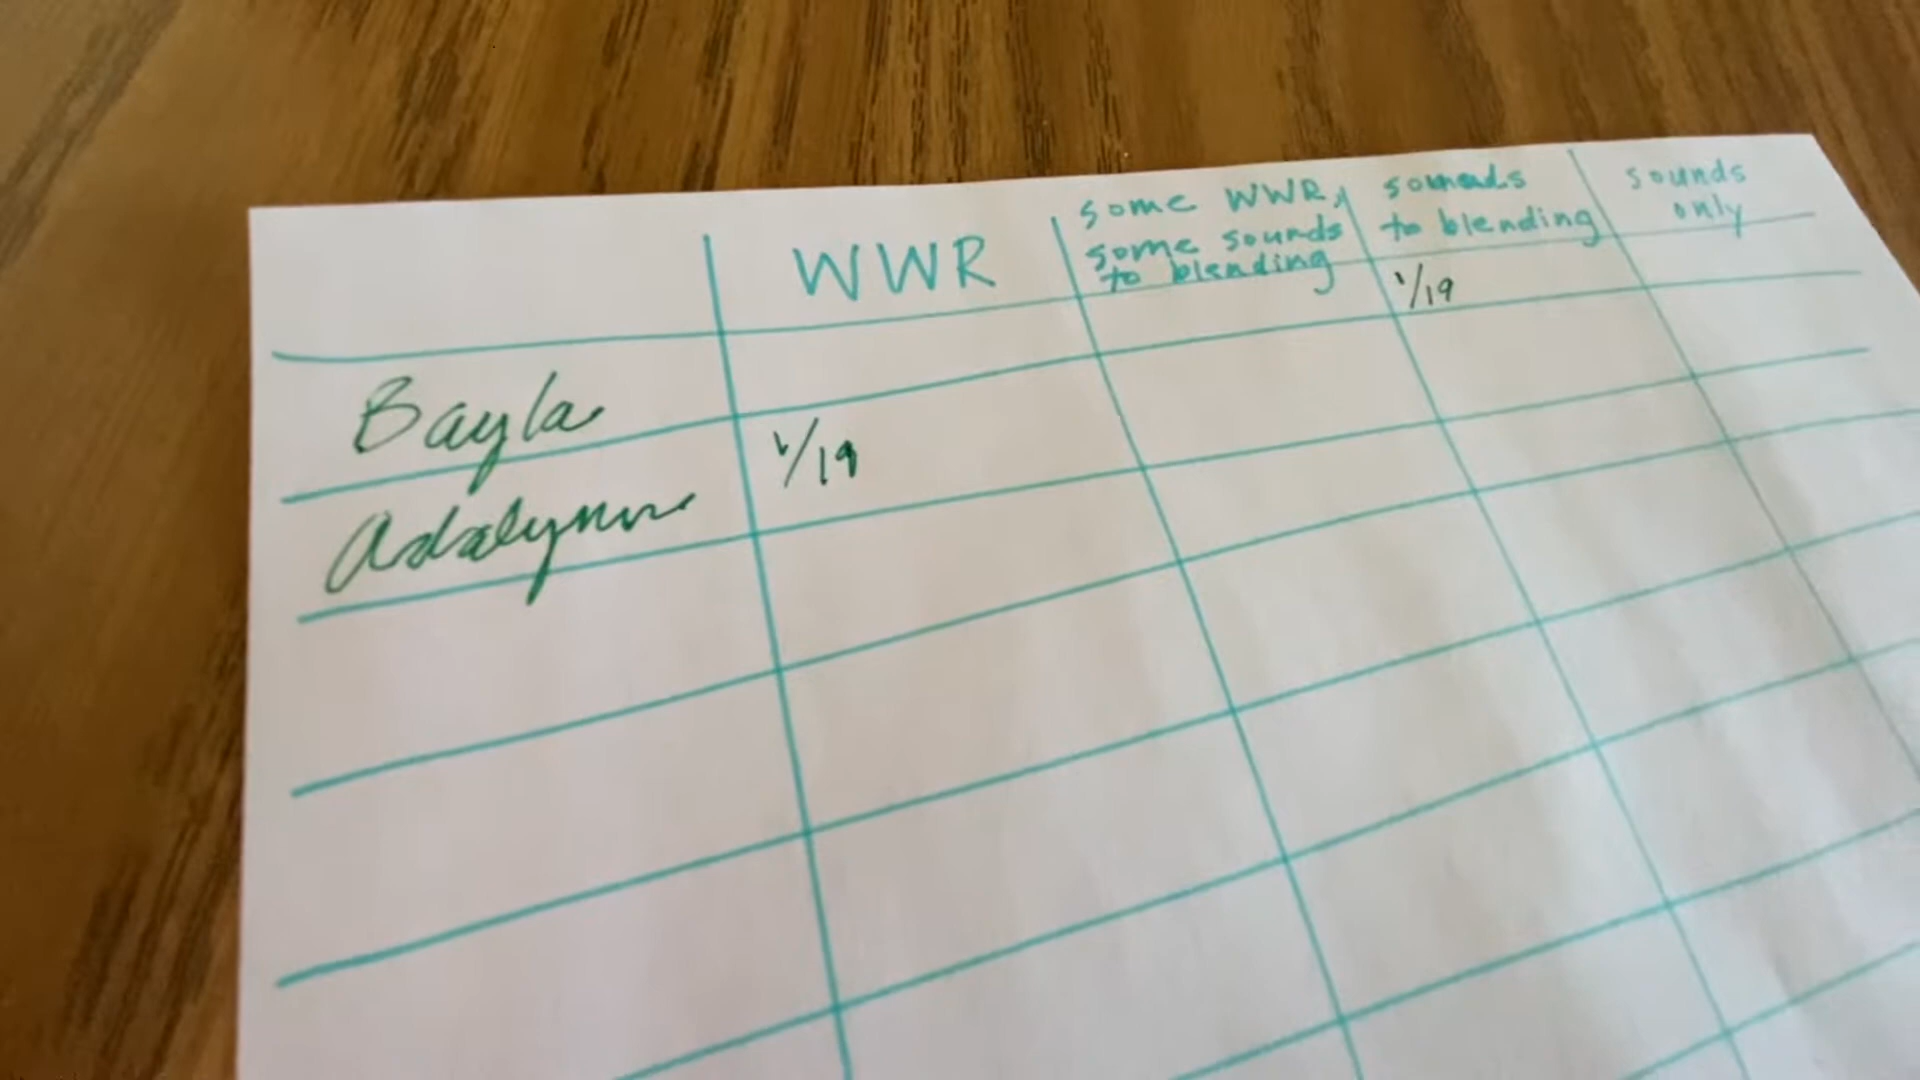 WWR
some WWR,
some sounds
to blending
sounds
to blending
sounds
only
Bayla
1/19
Adalynn
1/19